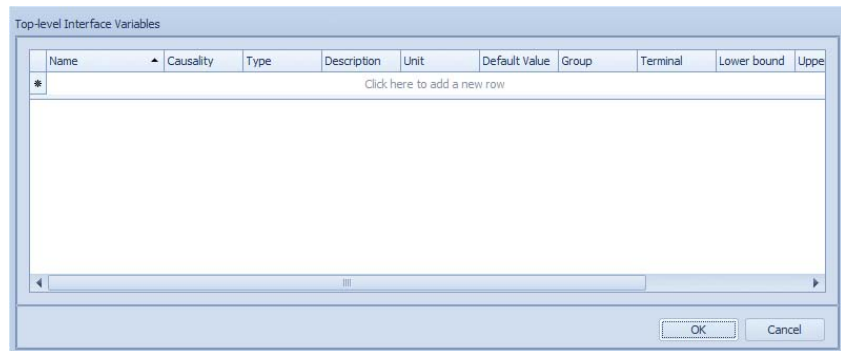 Top-level Interface Variables
Name Causality Type Description Unit Default Value Group Terminal Lower bound Uppe
Click here to add a new row
OK Cancel